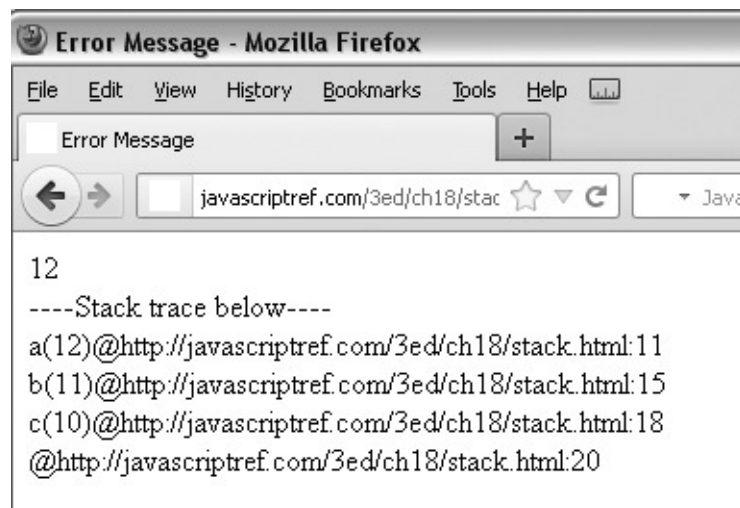 Error Message - Mozilla Firefox
File Edit View History Bookmarks Tools Help
Error Message +
javascriptref.com/3ed/ch18/stac Java
12
----Stack trace below----
a(12)@http://javascriptref.com/3ed/ch18/stack.html:11
b(11)@http://javascriptref.com/3ed/ch18/stack.html:15
c(10)@http://javascriptref.com/3ed/ch18/stack.html:18
@http://javascriptref.com/3ed/ch18/stack.html:20